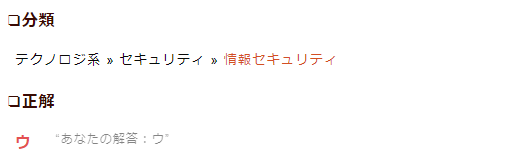 ❏分類
テクノロジ系 » セキュリティ » 情報セキュリティ
❏正解
ウ “あなたの解答：ウ”